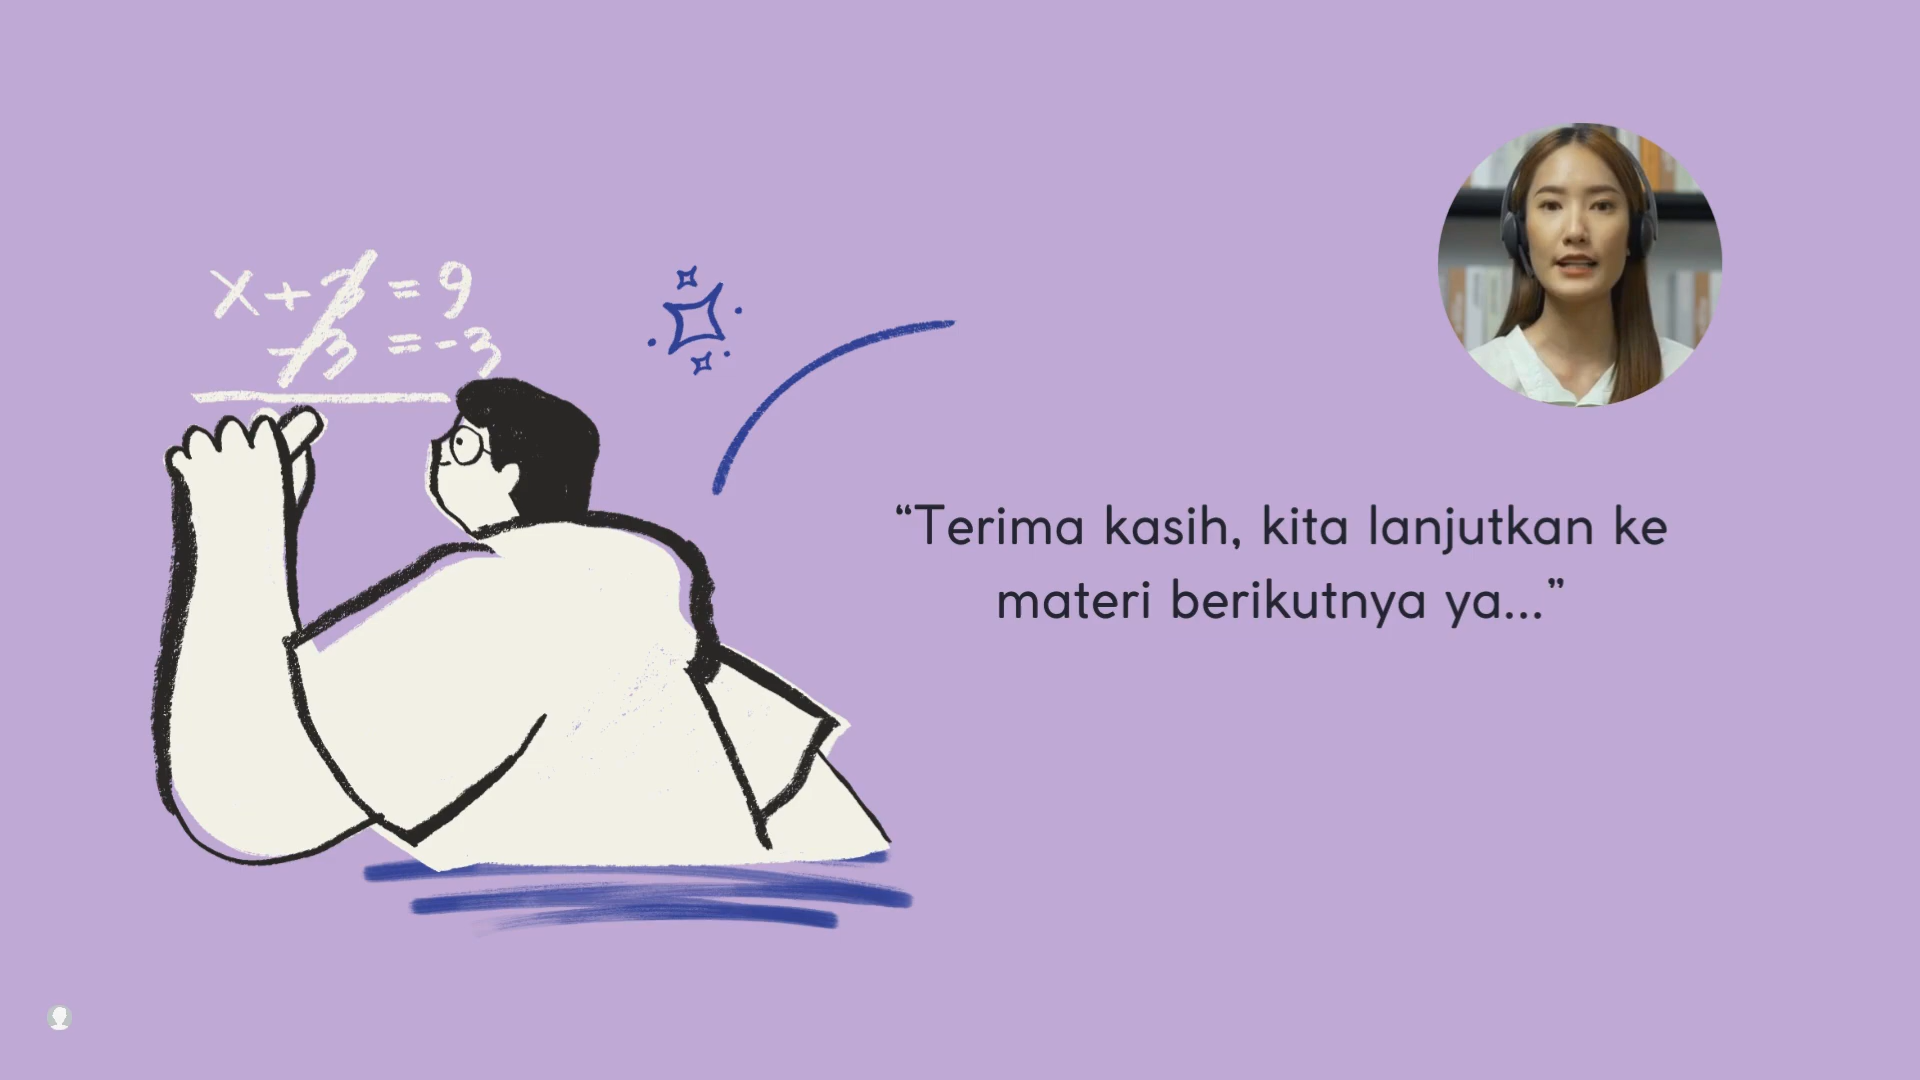 x + 3 = 9
-3 = -3
“Terima kasih, kita lanjutkan ke
materi berikutnya ya...”